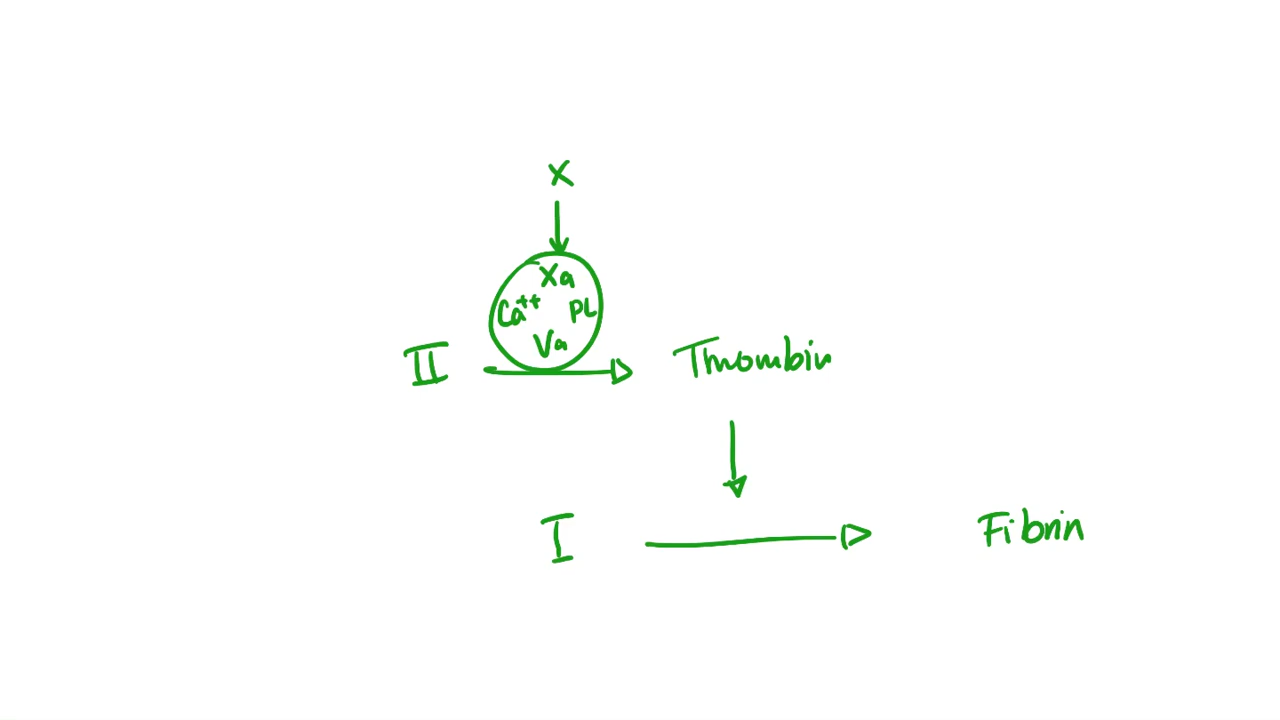 X
Xa
Ca++ PL
Va
II Thrombin
I Fibrin